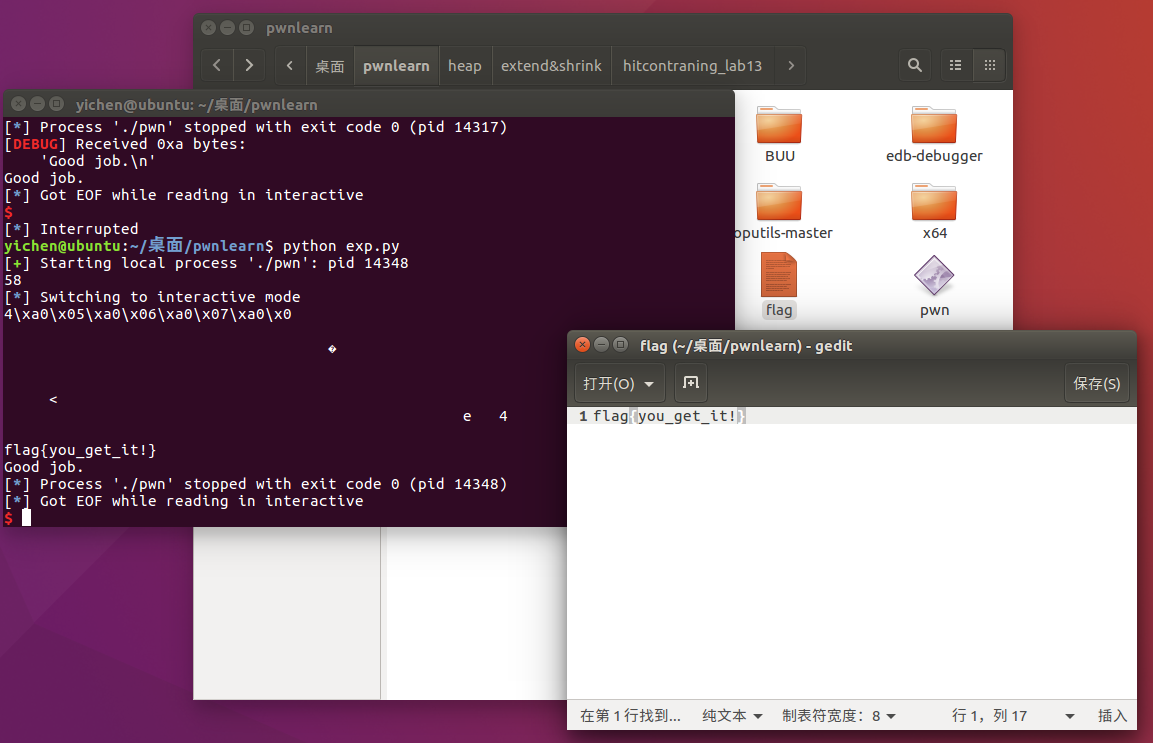 pwnlearn
桌面 pwnlearn heap extend&shrink hitcontraning_lab13
yichen@ubuntu: ~/桌面/pwnlearn
[*] Process './pwn' stopped with exit code 0 (pid 14317)
[DEBUG] Received 0xa bytes:
    'Good job.\n'
Good job.
[*] Got EOF while reading in interactive
$
[*] Interrupted
yichen@ubuntu:~/桌面/pwnlearn$ python exp.py
[+] Starting local process './pwn': pid 14348
58
[*] Switching to interactive mode
4\xa0\x05\xa0\x06\xa0\x07\xa0\x0
�
<
e   4
flag{you_get_it!}
Good job.
[*] Process './pwn' stopped with exit code 0 (pid 14348)
[*] Got EOF while reading in interactive
$
BUU
edb-debugger
oputils-master
x64
flag
pwn
flag (~/桌面/pwnlearn) - gedit
打开(O) 保存(S)
1 flag{you_get_it!}
在第 1 行找到... 纯文本 制表符宽度：8 行 1，列 17 插入